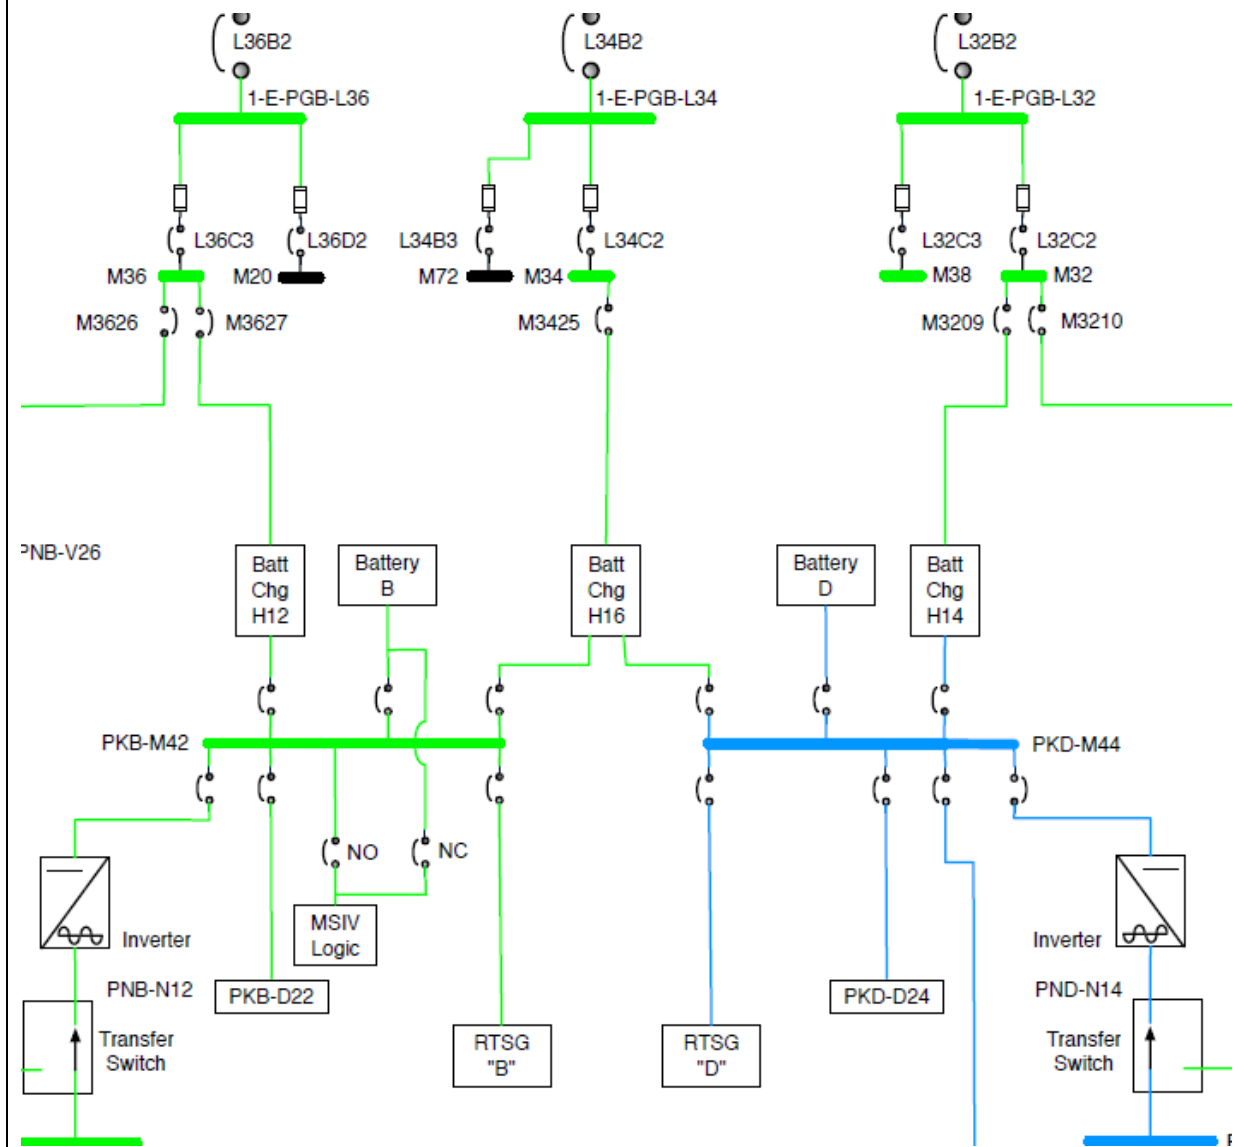 L36B2
L34B2
L32B2
1-E-PGB-L36
1-E-PGB-L34
1-E-PGB-L32
L36C3
L36D2
L34B3
L34C2
L32C3
L32C2
M36
M20
M72
M34
M38
M32
M3626
M3627
M3425
M3209
M3210
PNB-V26
Batt
Chg
H12
Battery
B
Batt
Chg
H16
Battery
D
Batt
Chg
H14
PKB-M42
PKD-M44
NO
NC
MSIV
Logic
Inverter
Inverter
PNB-N12
PKB-D22
PKD-D24
PND-N14
Transfer
Switch
RTSG
"B"
RTSG
"D"
Transfer
Switch